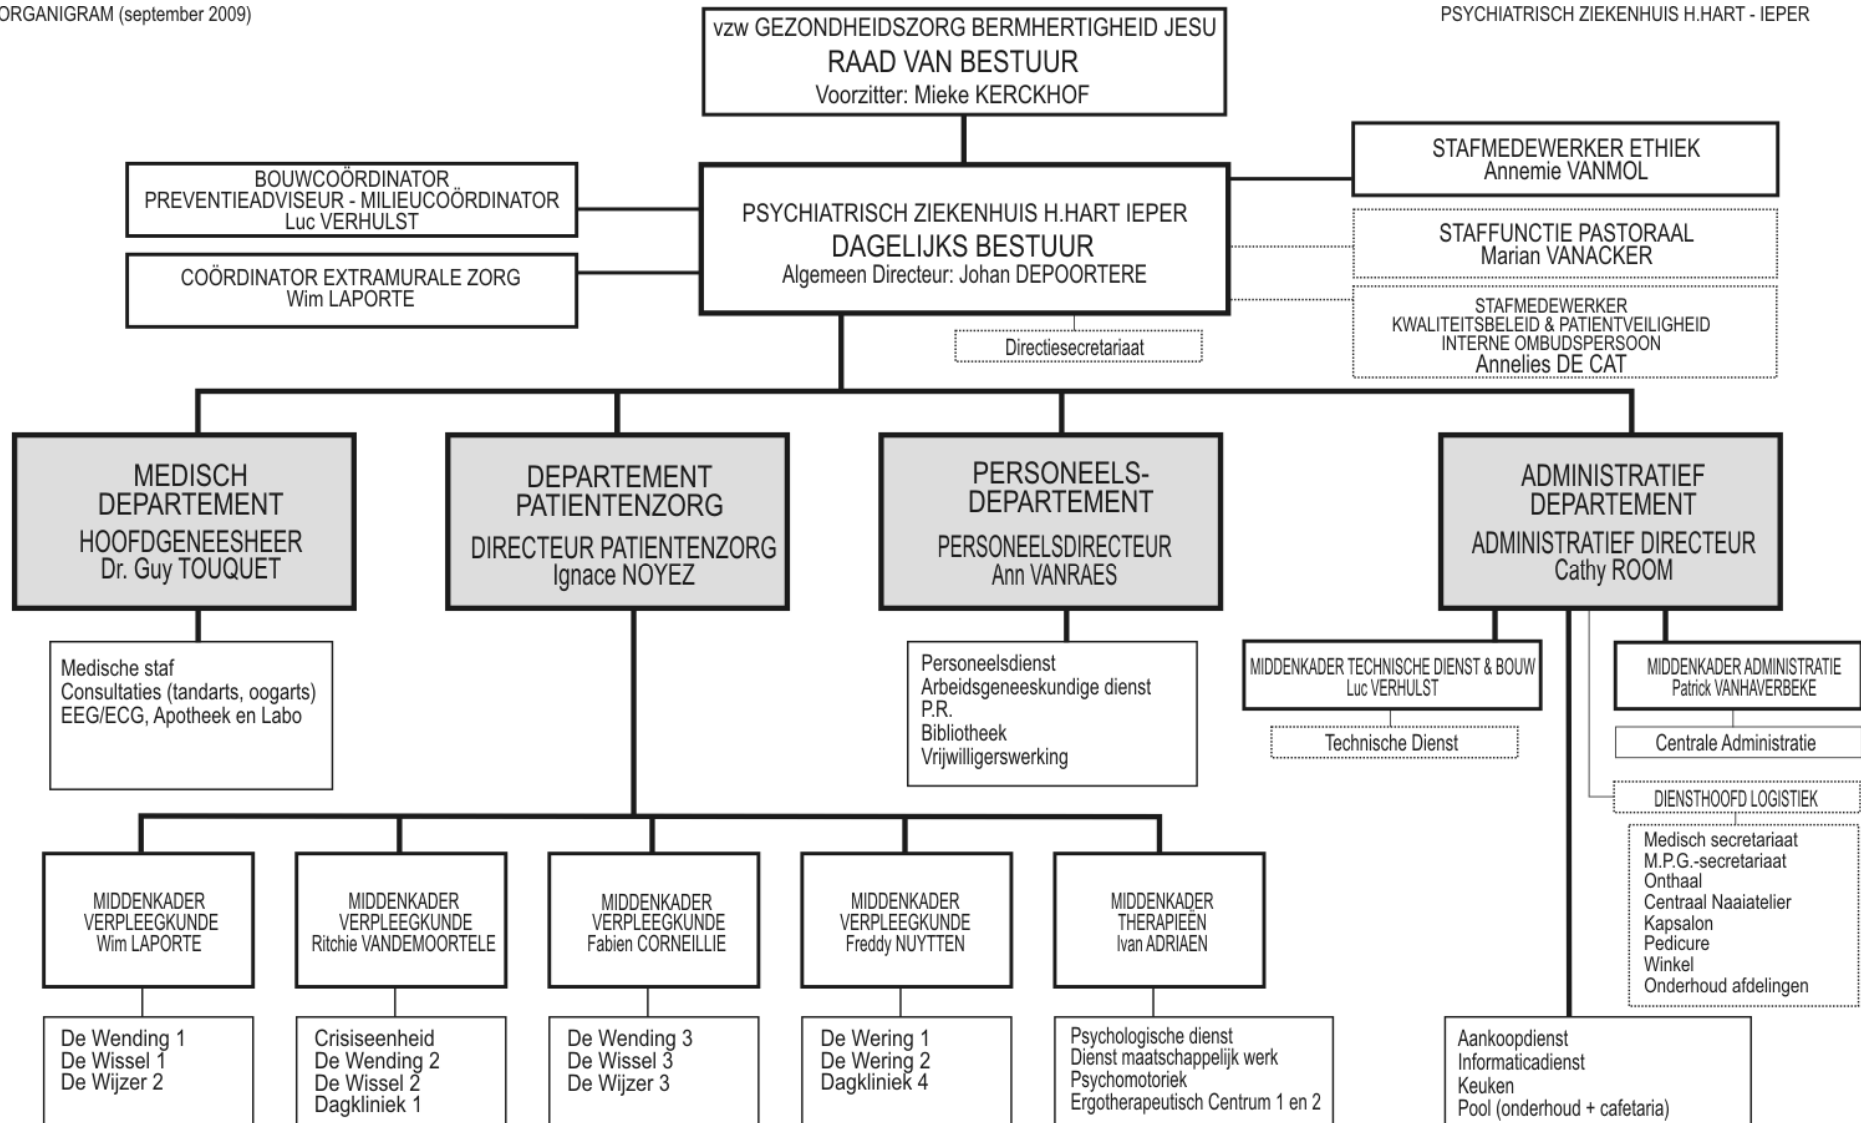 ORGANIGRAM (september 2009)
PSYCHIATRISCH ZIEKENHUIS H.HART - IEPER
vzw GEZONDHEIDSZORG BERMHERTIGHEID JESU
RAAD VAN BESTUUR
Voorzitter: Mieke KERCKHOF
BOUWCOÖRDINATOR
PREVENTIEADVISEUR - MILIEUCOÖRDINATOR
Luc VERHULST
COÖRDINATOR EXTRAMURALE ZORG
Wim LAPORTE
PSYCHIATRISCH ZIEKENHUIS H.HART IEPER
DAGELIJKS BESTUUR
Algemeen Directeur: Johan DEPOORTERE
STAFMEDEWERKER ETHIEK
Annemie VANMOL
STAFFUNCTIE PASTORAAL
Marian VANACKER
STAFMEDEWERKER
KWALITEITSBELEID & PATIENTVEILIGHEID
INTERNE OMBUDSPERSOON
Annelies DE CAT
Directiesecretariaat
MEDISCH
DEPARTEMENT
HOOFDGENEESHEER
Dr. Guy TOUQUET
DEPARTEMENT
PATIENTENZORG
DIRECTEUR PATIENTENZORG
Ignace NOYEZ
PERSONEELS-
DEPARTEMENT
PERSONEELSDIRECTEUR
Ann VANRAES
ADMINISTRATIEF
DEPARTEMENT
ADMINISTRATIEF DIRECTEUR
Cathy ROOM
Medische staf
Consultaties (tandarts, oogarts)
EEG/ECG, Apotheek en Labo
Personeelsdienst
Arbeidsgeneeskundige dienst
P.R.
Bibliotheek
Vrijwilligerswerking
MIDDENKADER TECHNISCHE DIENST & BOUW
Luc VERHULST
Technische Dienst
MIDDENKADER ADMINISTRATIE
Patrick VANHAVERBEKE
Centrale Administratie
DIENSTHOOFD LOGISTIEK
Medisch secretariaat
M.P.G.-secretariaat
Onthaal
Centraal Naaiatelier
Kapsalon
Pedicure
Winkel
Onderhoud afdelingen
MIDDENKADER
VERPLEEGKUNDE
Wim LAPORTE
MIDDENKADER
VERPLEEGKUNDE
Ritchie VANDEMOORTELE
MIDDENKADER
VERPLEEGKUNDE
Fabien CORNEILLIE
MIDDENKADER
VERPLEEGKUNDE
Freddy NUYTTEN
MIDDENKADER
THERAPIEËN
Ivan ADRIAEN
De Wending 1
De Wissel 1
De Wijzer 2
Crisiseenheid
De Wending 2
De Wissel 2
Dagkliniek 1
De Wending 3
De Wissel 3
De Wijzer 3
De Wering 1
De Wering 2
Dagkliniek 4
Psychologische dienst
Dienst maatschappelijk werk
Psychomotoriek
Ergotherapeutisch Centrum 1 en 2
Aankoopdienst
Informaticadienst
Keuken
Pool (onderhoud + cafetaria)